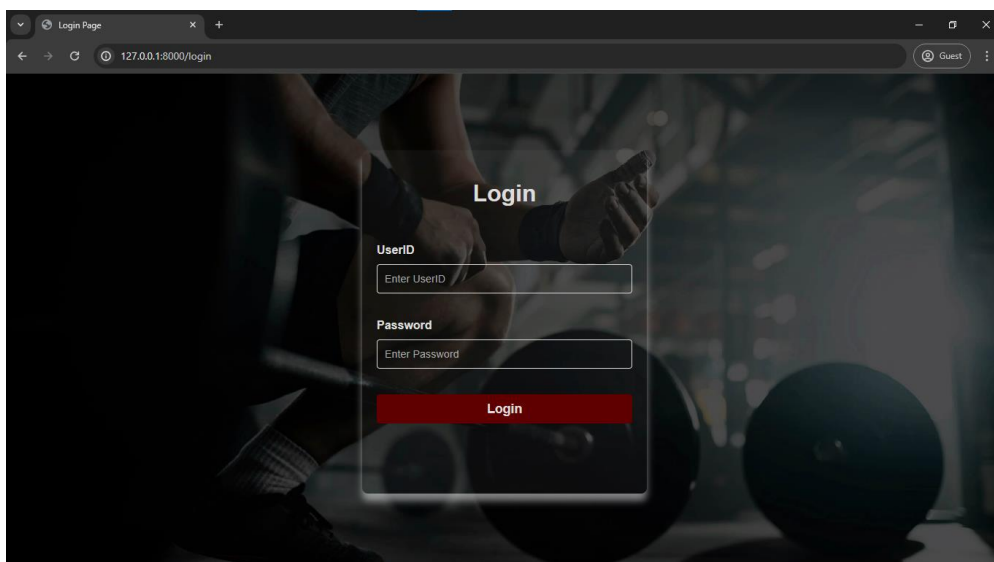 Login Page
127.0.0.1:8000/login
Guest
Login
UserID
Enter UserID
Password
Enter Password
Login